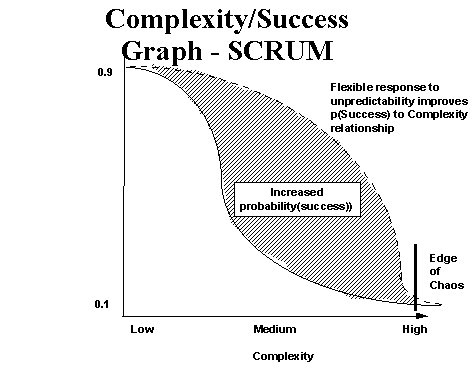 Complexity/Success
Graph - SCRUM
0.9
Flexible response to
unpredictability improves
p(Success) to Complexity
relationship
Increased
probability(success))
Edge
of
Chaos
0.1
Low Medium High
Complexity